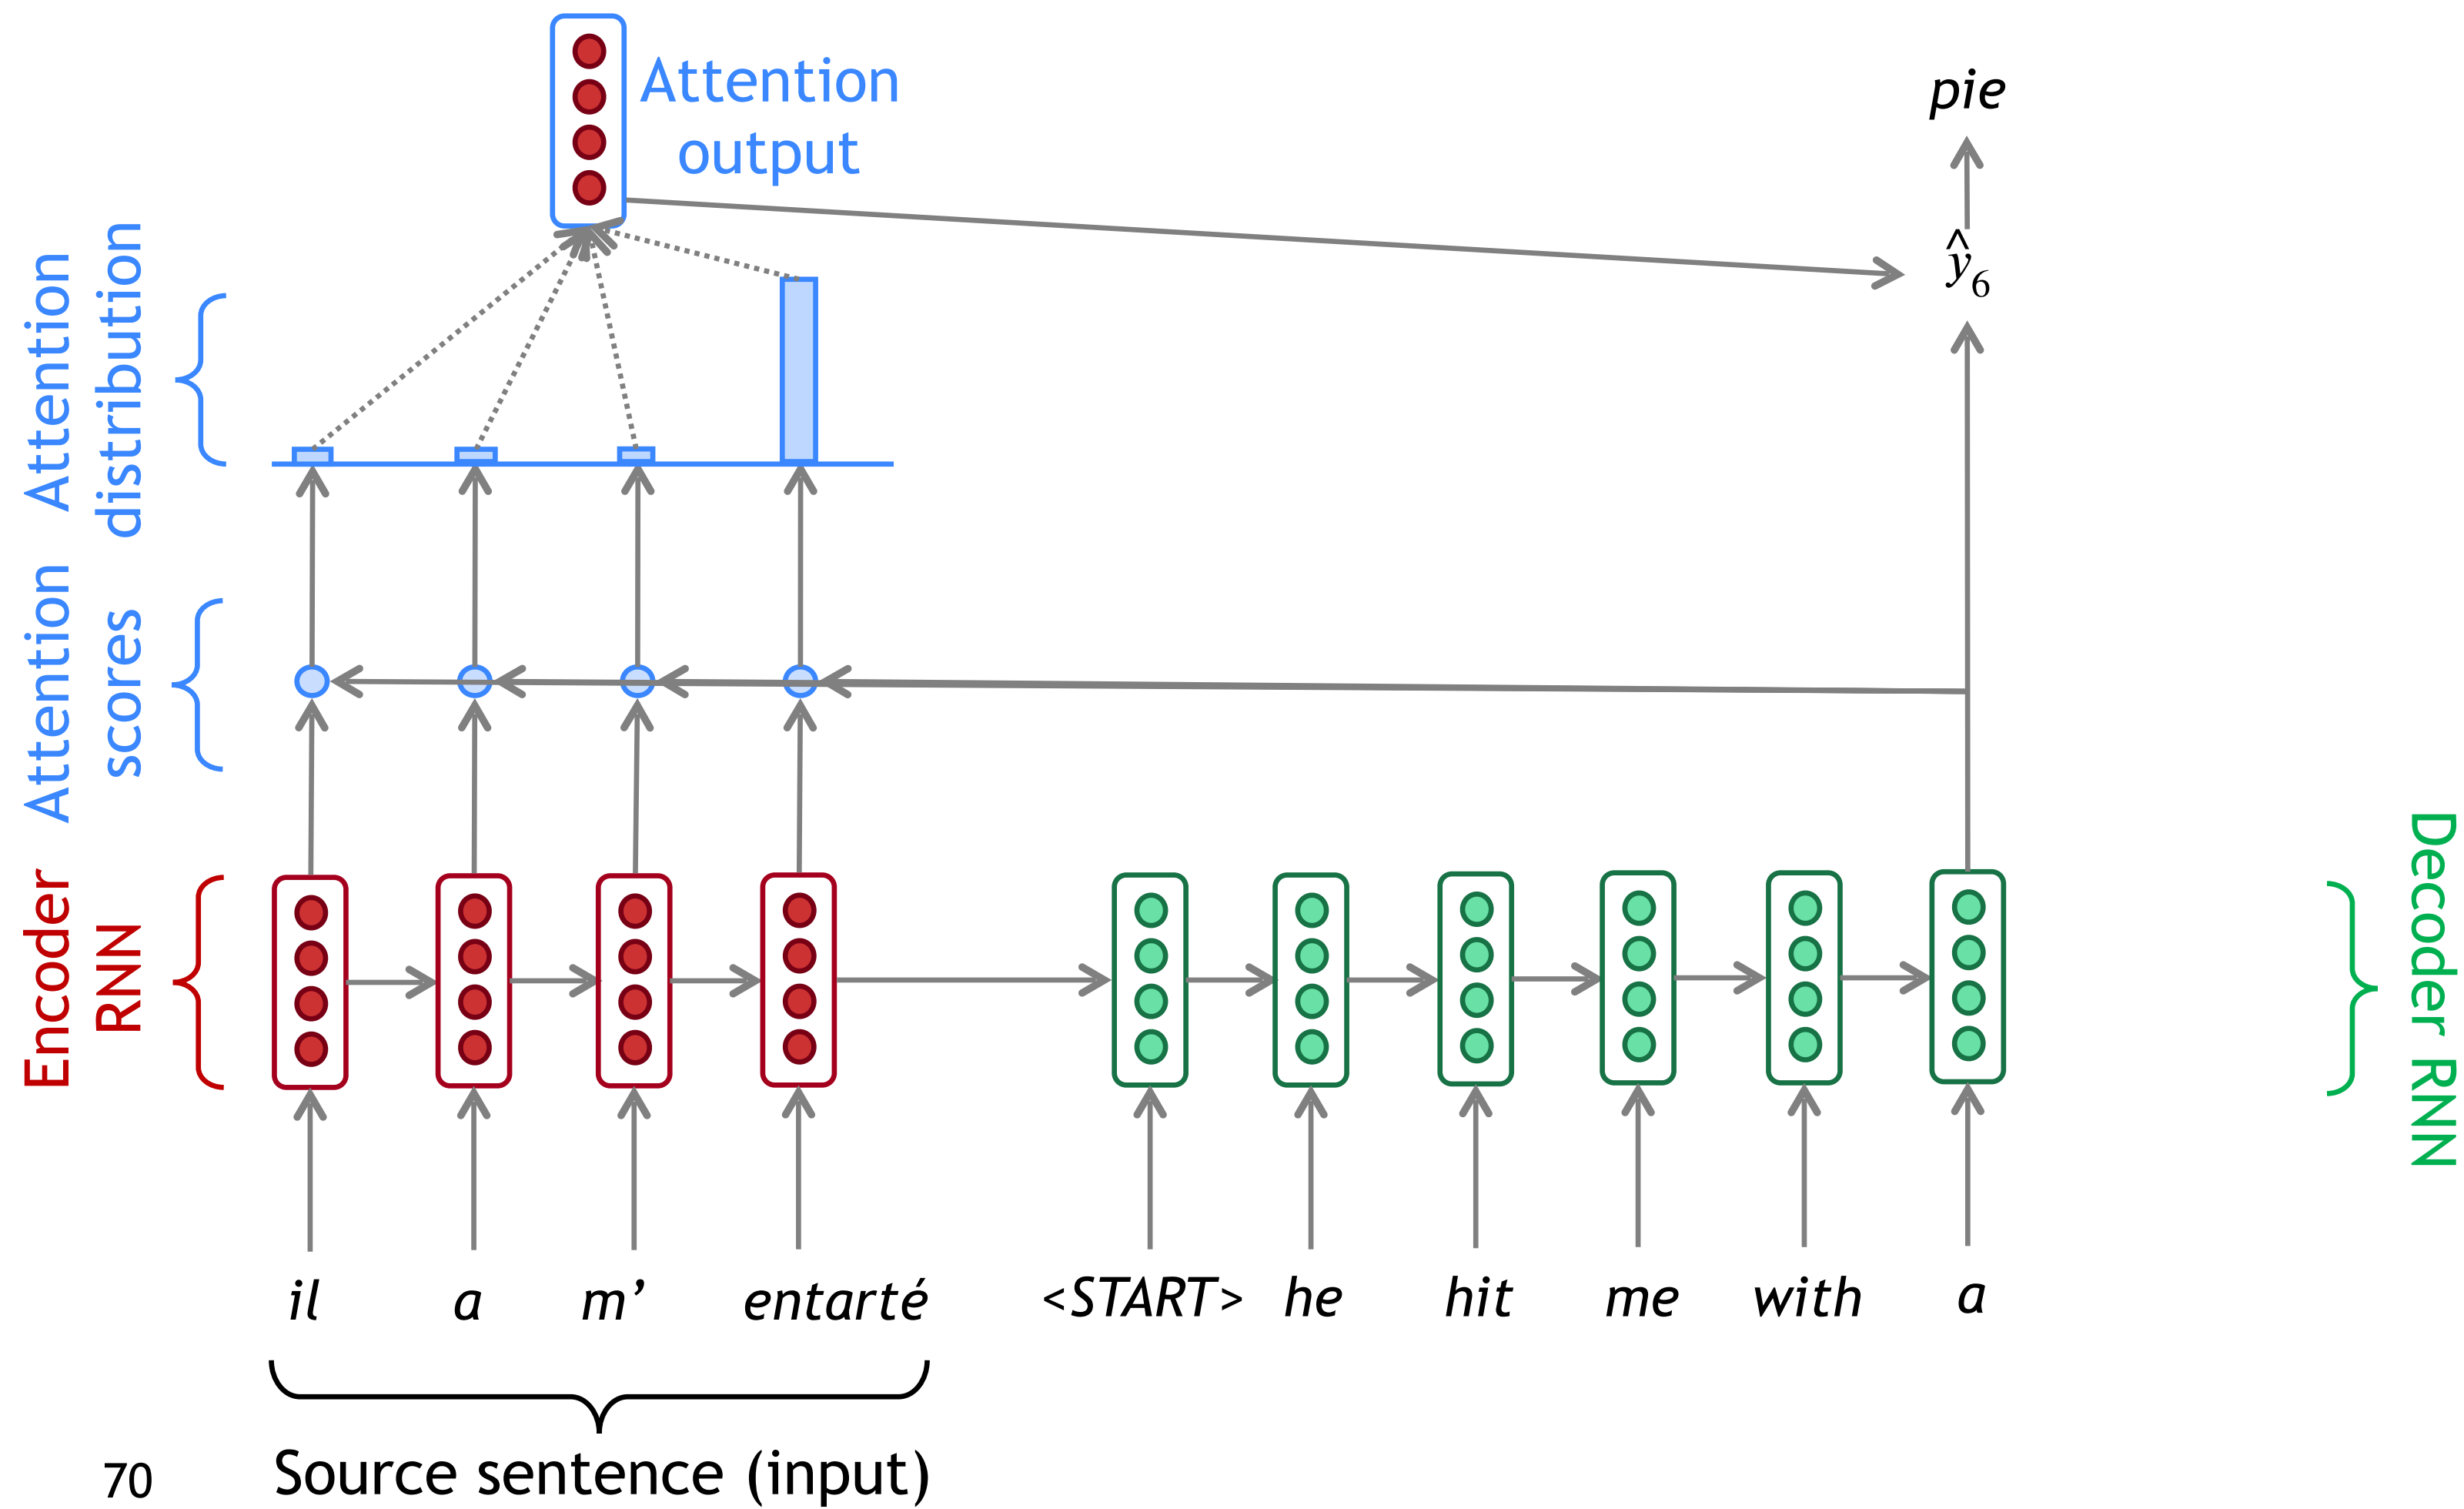 Attention
output
pie
ŷ6
Attention
distribution
Attention
scores
Encoder
RNN
Decoder RNN
il a m’ entarté <START> he hit me with a
Source sentence (input)
70